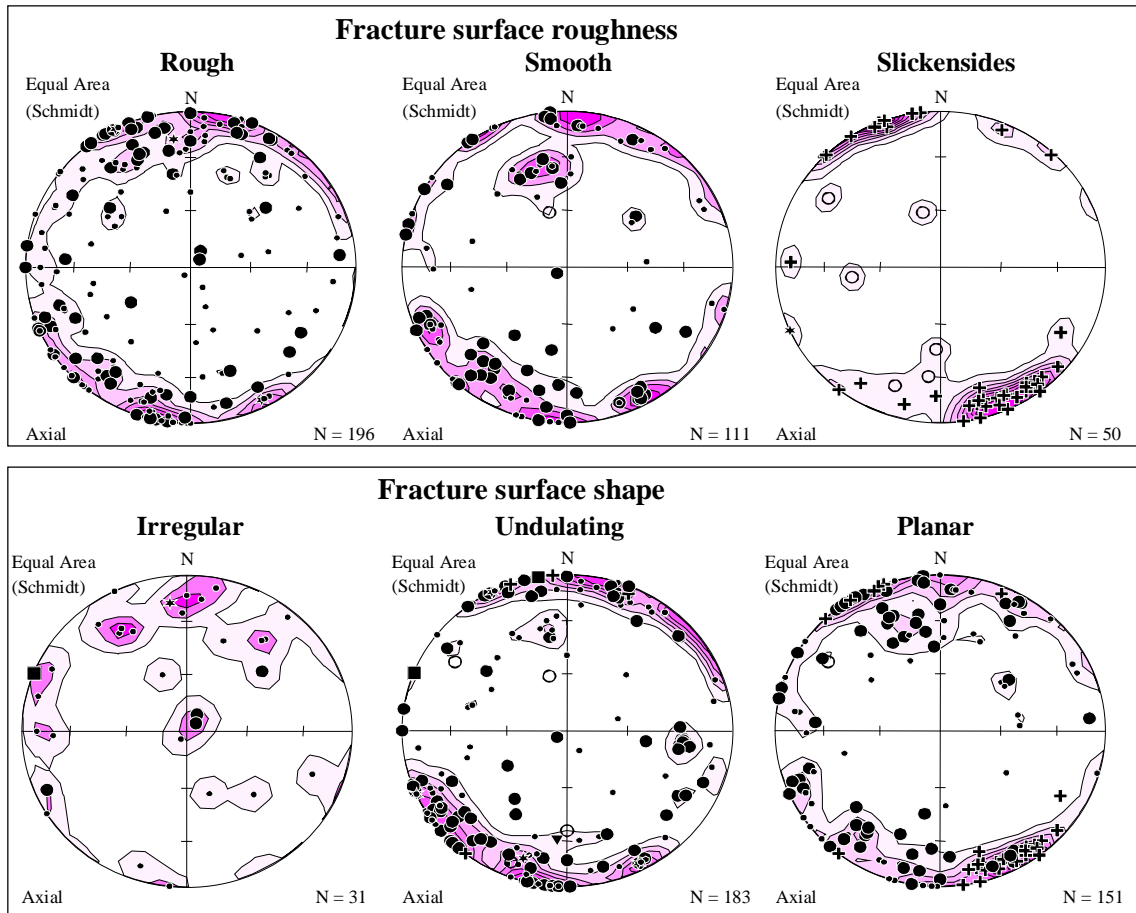 Fracture surface roughness
Rough
Smooth
Slickensides
Equal Area
(Schmidt)
N
Equal Area
(Schmidt)
N
Equal Area
(Schmidt)
N
Axial
N = 196
Axial
N = 111
Axial
N = 50
Fracture surface shape
Irregular
Undulating
Planar
Equal Area
(Schmidt)
N
Equal Area
(Schmidt)
N
Equal Area
(Schmidt)
N
Axial
N = 31
Axial
N = 183
Axial
N = 151